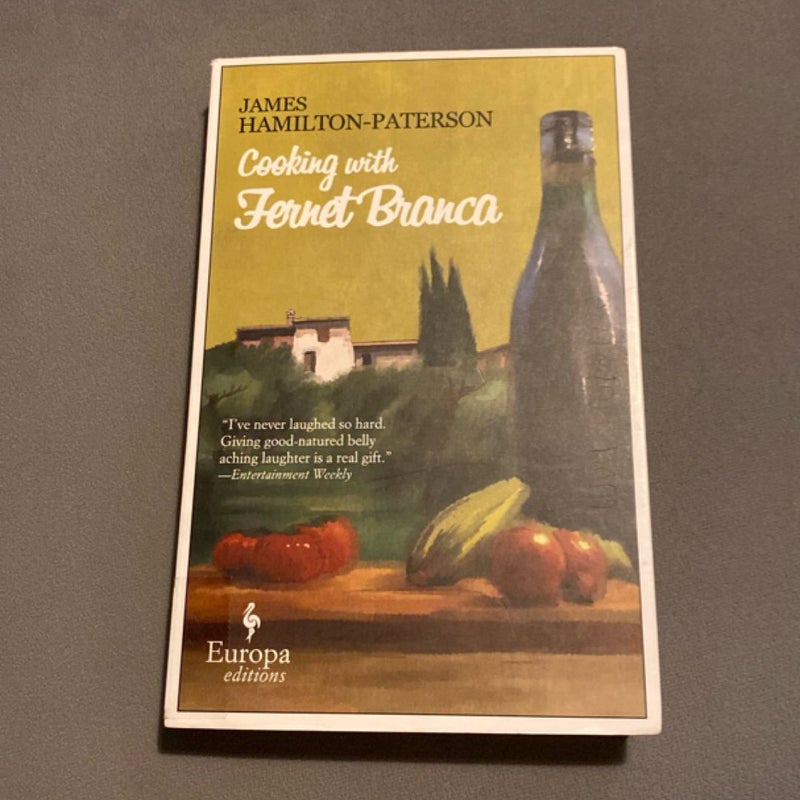 JAMES
HAMILTON-PATERSON
Cooking with
Fernet Branca
“I've never laughed so hard.
Giving good-natured belly
aching laughter is a real gift.”
—Entertainment Weekly
Europa
editions